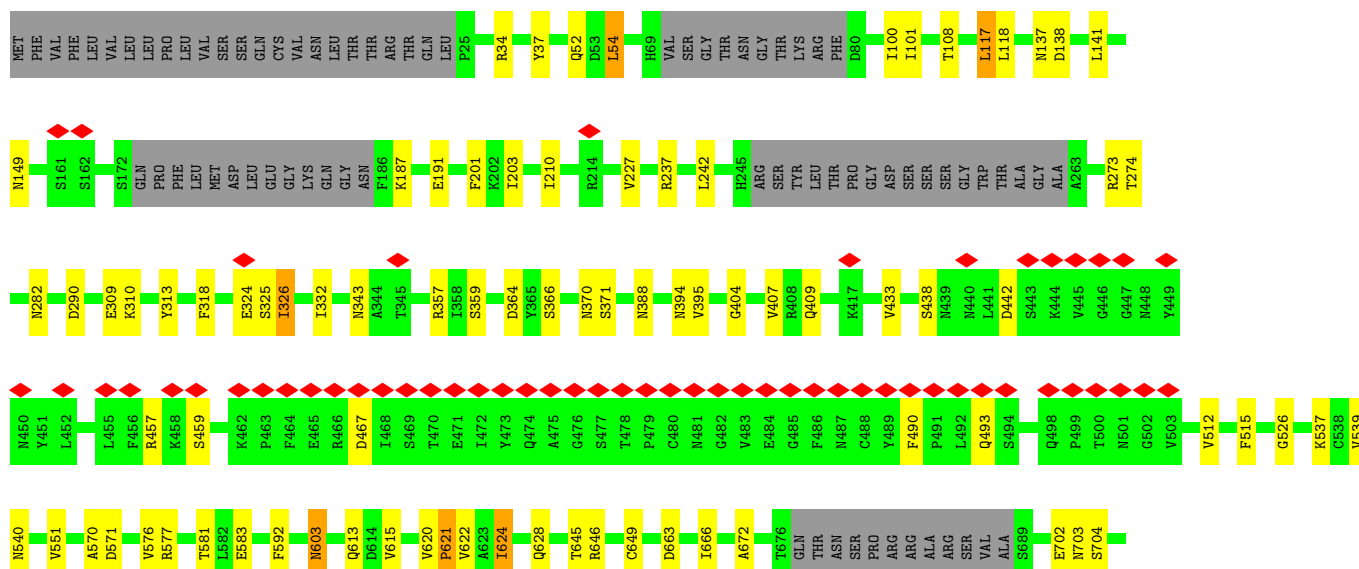 MET PHE VAL PHE LEU VAL LEU LEU PRO LEU VAL SER SER GLN CYS VAL ASN LEU THR THR ARG THR GLN LEU P25 R34 Y37 Q52 D53 L54 H69 VAL SER GLY THR ASN GLY THR LYS ARG PHE D80 I100 I101 T108 L117 L118 N137 D138 L141
N149 S161 S162 S172 GLN PRO PHE LEU MET ASP LEU GLU GLY LYS GLN GLY ASN F186 K187 E191 F201 K202 I203 I210 R214 V227 R237 L242 H245 ARG SER TYR LEU THR PRO GLY ASP SER SER SER GLY TRP THR ALA GLY ALA A263 R273 T274
N282 D290 E309 K310 Y313 F318 E324 S325 I326 I332 N343 A344 T345 R357 I358 S359 D364 Y365 S366 N370 S371 N388 N394 V395 G404 V407 R408 Q409 K417 V433 S438 N439 N440 L441 D442 S443 K444 V445 G446 G447 N448 Y449
N450 Y451 L452 L455 F456 R457 K458 S459 K462 P463 F464 E465 R466 D467 I468 S469 T470 E471 I472 Y473 Q474 A475 G476 S477 T478 P479 C480 N481 G482 V483 E484 G485 F486 N487 C488 Y489 F490 P491 L492 Q493 S494 Q498 P499 T500 N501 G502 V503 V512 F515 G526 K537 C538 V539
N540 V551 A570 D571 V576 R577 T581 L582 E583 F592 N603 Q613 D614 V615 V620 P621 V622 A623 I624 Q628 T645 R646 C649 D663 I666 A672 T676 GLN THR ASN SER PRO ARG ARG ALA ARG SER VAL ALA S689 E702 N703 S704